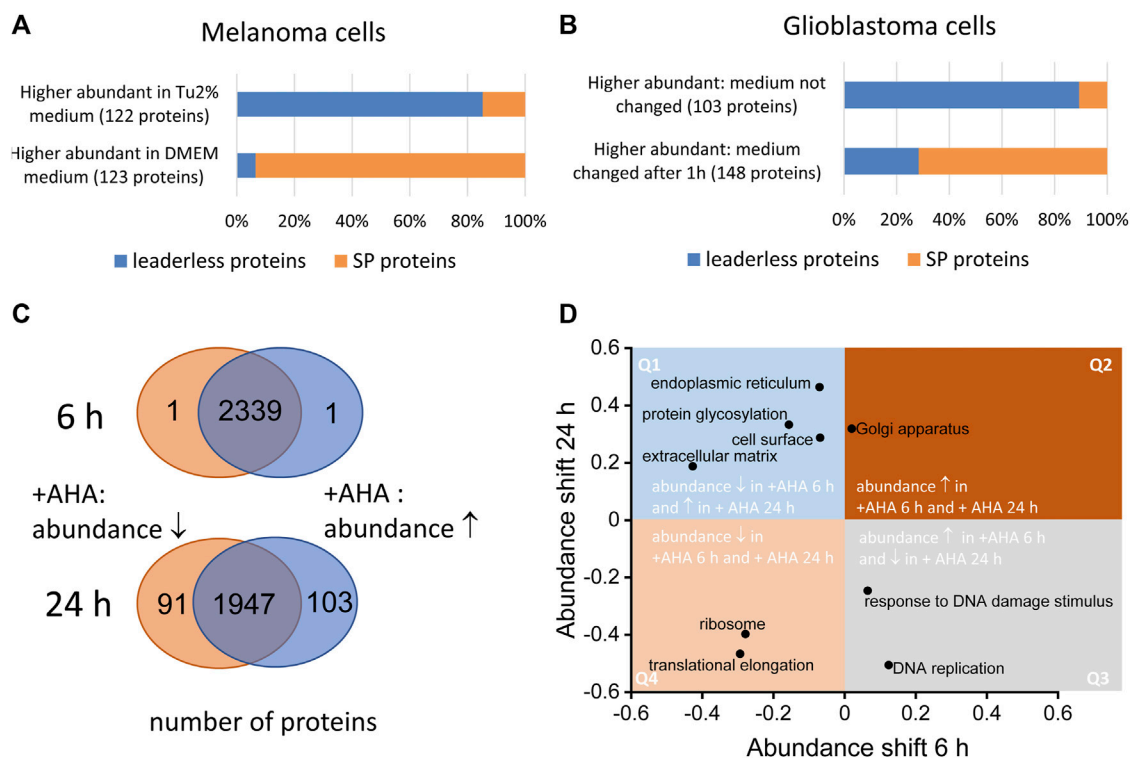 A
Melanoma cells
Higher abundant in Tu2%
medium (122 proteins)
Higher abundant in DMEM
medium (123 proteins)
0% 20% 40% 60% 80% 100%
leaderless proteins SP proteins
B
Glioblastoma cells
Higher abundant: medium not
changed (103 proteins)
Higher abundant: medium
changed after 1h (148 proteins)
0% 20% 40% 60% 80% 100%
leaderless proteins SP proteins
C
6 h
1 2339 1
+AHA:
abundance ↓
+AHA :
abundance ↑
24 h
91 1947 103
number of proteins
D
Abundance shift 24 h
0.6
0.4
0.2
0
-0.2
-0.4
-0.6
Q1
endoplasmic reticulum
protein glycosylation
cell surface
extracellular matrix
abundance ↓ in +AHA 6 h
and ↑ in + AHA 24 h
Q2
Golgi apparatus
abundance ↑ in
+AHA 6 h and + AHA 24 h
abundance ↓ in
+AHA 6 h and + AHA 24 h
ribosome
translational elongation
Q4
abundance ↑ in +AHA 6 h
and ↓ in + AHA 24 h
response to DNA damage stimulus
DNA replication
Q3
-0.6 -0.4 -0.2 0 0.2 0.4 0.6
Abundance shift 6 h